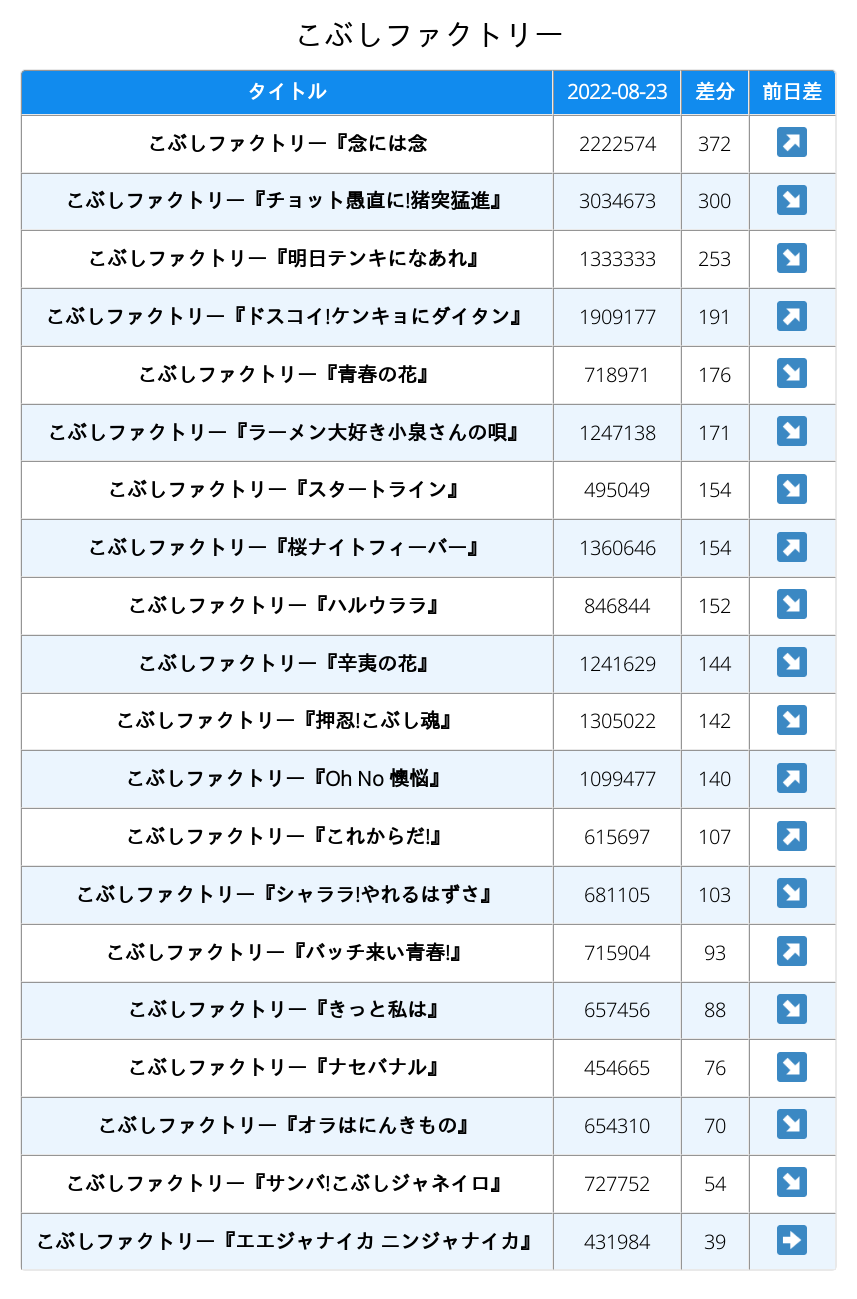 こぶしファクトリー
タイトル 2022-08-23 差分 前日差
こぶしファクトリー『念には念 2222574 372 ↗
こぶしファクトリー『チョット愚直に!猪突猛進』 3034673 300 ↘
こぶしファクトリー『明日テンキになあれ』 1333333 253 ↘
こぶしファクトリー『ドスコイ!ケンキョにダイタン』 1909177 191 ↗
こぶしファクトリー『青春の花』 718971 176 ↘
こぶしファクトリー『ラーメン大好き小泉さんの唄』 1247138 171 ↘
こぶしファクトリー『スタートライン』 495049 154 ↘
こぶしファクトリー『桜ナイトフィーバー』 1360646 154 ↗
こぶしファクトリー『ハルウララ』 846844 152 ↘
こぶしファクトリー『辛夷の花』 1241629 144 ↘
こぶしファクトリー『押忍!こぶし魂』 1305022 142 ↘
こぶしファクトリー『Oh No 懊悩』 1099477 140 ↗
こぶしファクトリー『これからだ!』 615697 107 ↗
こぶしファクトリー『シャララ!やれるはずさ』 681105 103 ↘
こぶしファクトリー『バッチ来い青春!』 715904 93 ↗
こぶしファクトリー『きっと私は』 657456 88 ↘
こぶしファクトリー『ナセバナル』 454665 76 ↘
こぶしファクトリー『オラはにんきもの』 654310 70 ↘
こぶしファクトリー『サンバ!こぶしジャネイロ』 727752 54 ↘
こぶしファクトリー『エエジャナイカ ニンジャナイカ』 431984 39 →